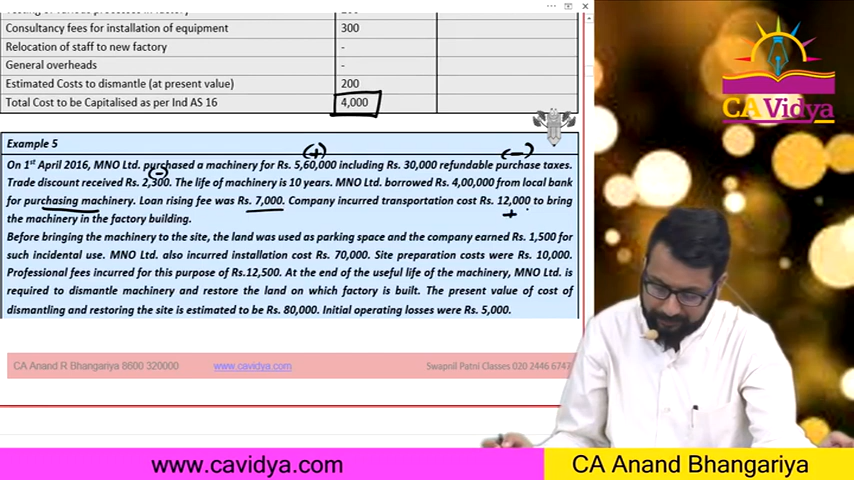 Consultancy fees for installation of equipment 300
Relocation of staff to new factory -
General overheads -
Estimated Costs to dismantle (at present value) 200
Total Cost to be Capitalised as per Ind AS 16 4,000
Example 5
(+) (-)
On 1st April 2016, MNO Ltd. purchased a machinery for Rs. 5,60,000 including Rs. 30,000 refundable purchase taxes.
(-)
Trade discount received Rs. 2,300. The life of machinery is 10 years. MNO Ltd. borrowed Rs. 4,00,000 from local bank
for purchasing machinery. Loan rising fee was Rs. 7,000. Company incurred transportation cost Rs. 12,000 to bring
+
the machinery in the factory building.
Before bringing the machinery to the site, the land was used as parking space and the company earned Rs. 1,500 for
such incidental use. MNO Ltd. also incurred installation cost Rs. 70,000. Site preparation costs were Rs. 10,000.
Professional fees incurred for this purpose of Rs.12,500. At the end of the useful life of the machinery, MNO Ltd. is
required to dismantle machinery and restore the land on which factory is built. The present value of cost of
dismantling and restoring the site is estimated to be Rs. 80,000. Initial operating losses were Rs. 5,000.
CA Anand R Bhangariya 8600 320000 www.cavidya.com Swapnil Patni Classes 020 2446 6747
CA Vidya
www.cavidya.com
CA Anand Bhangariya